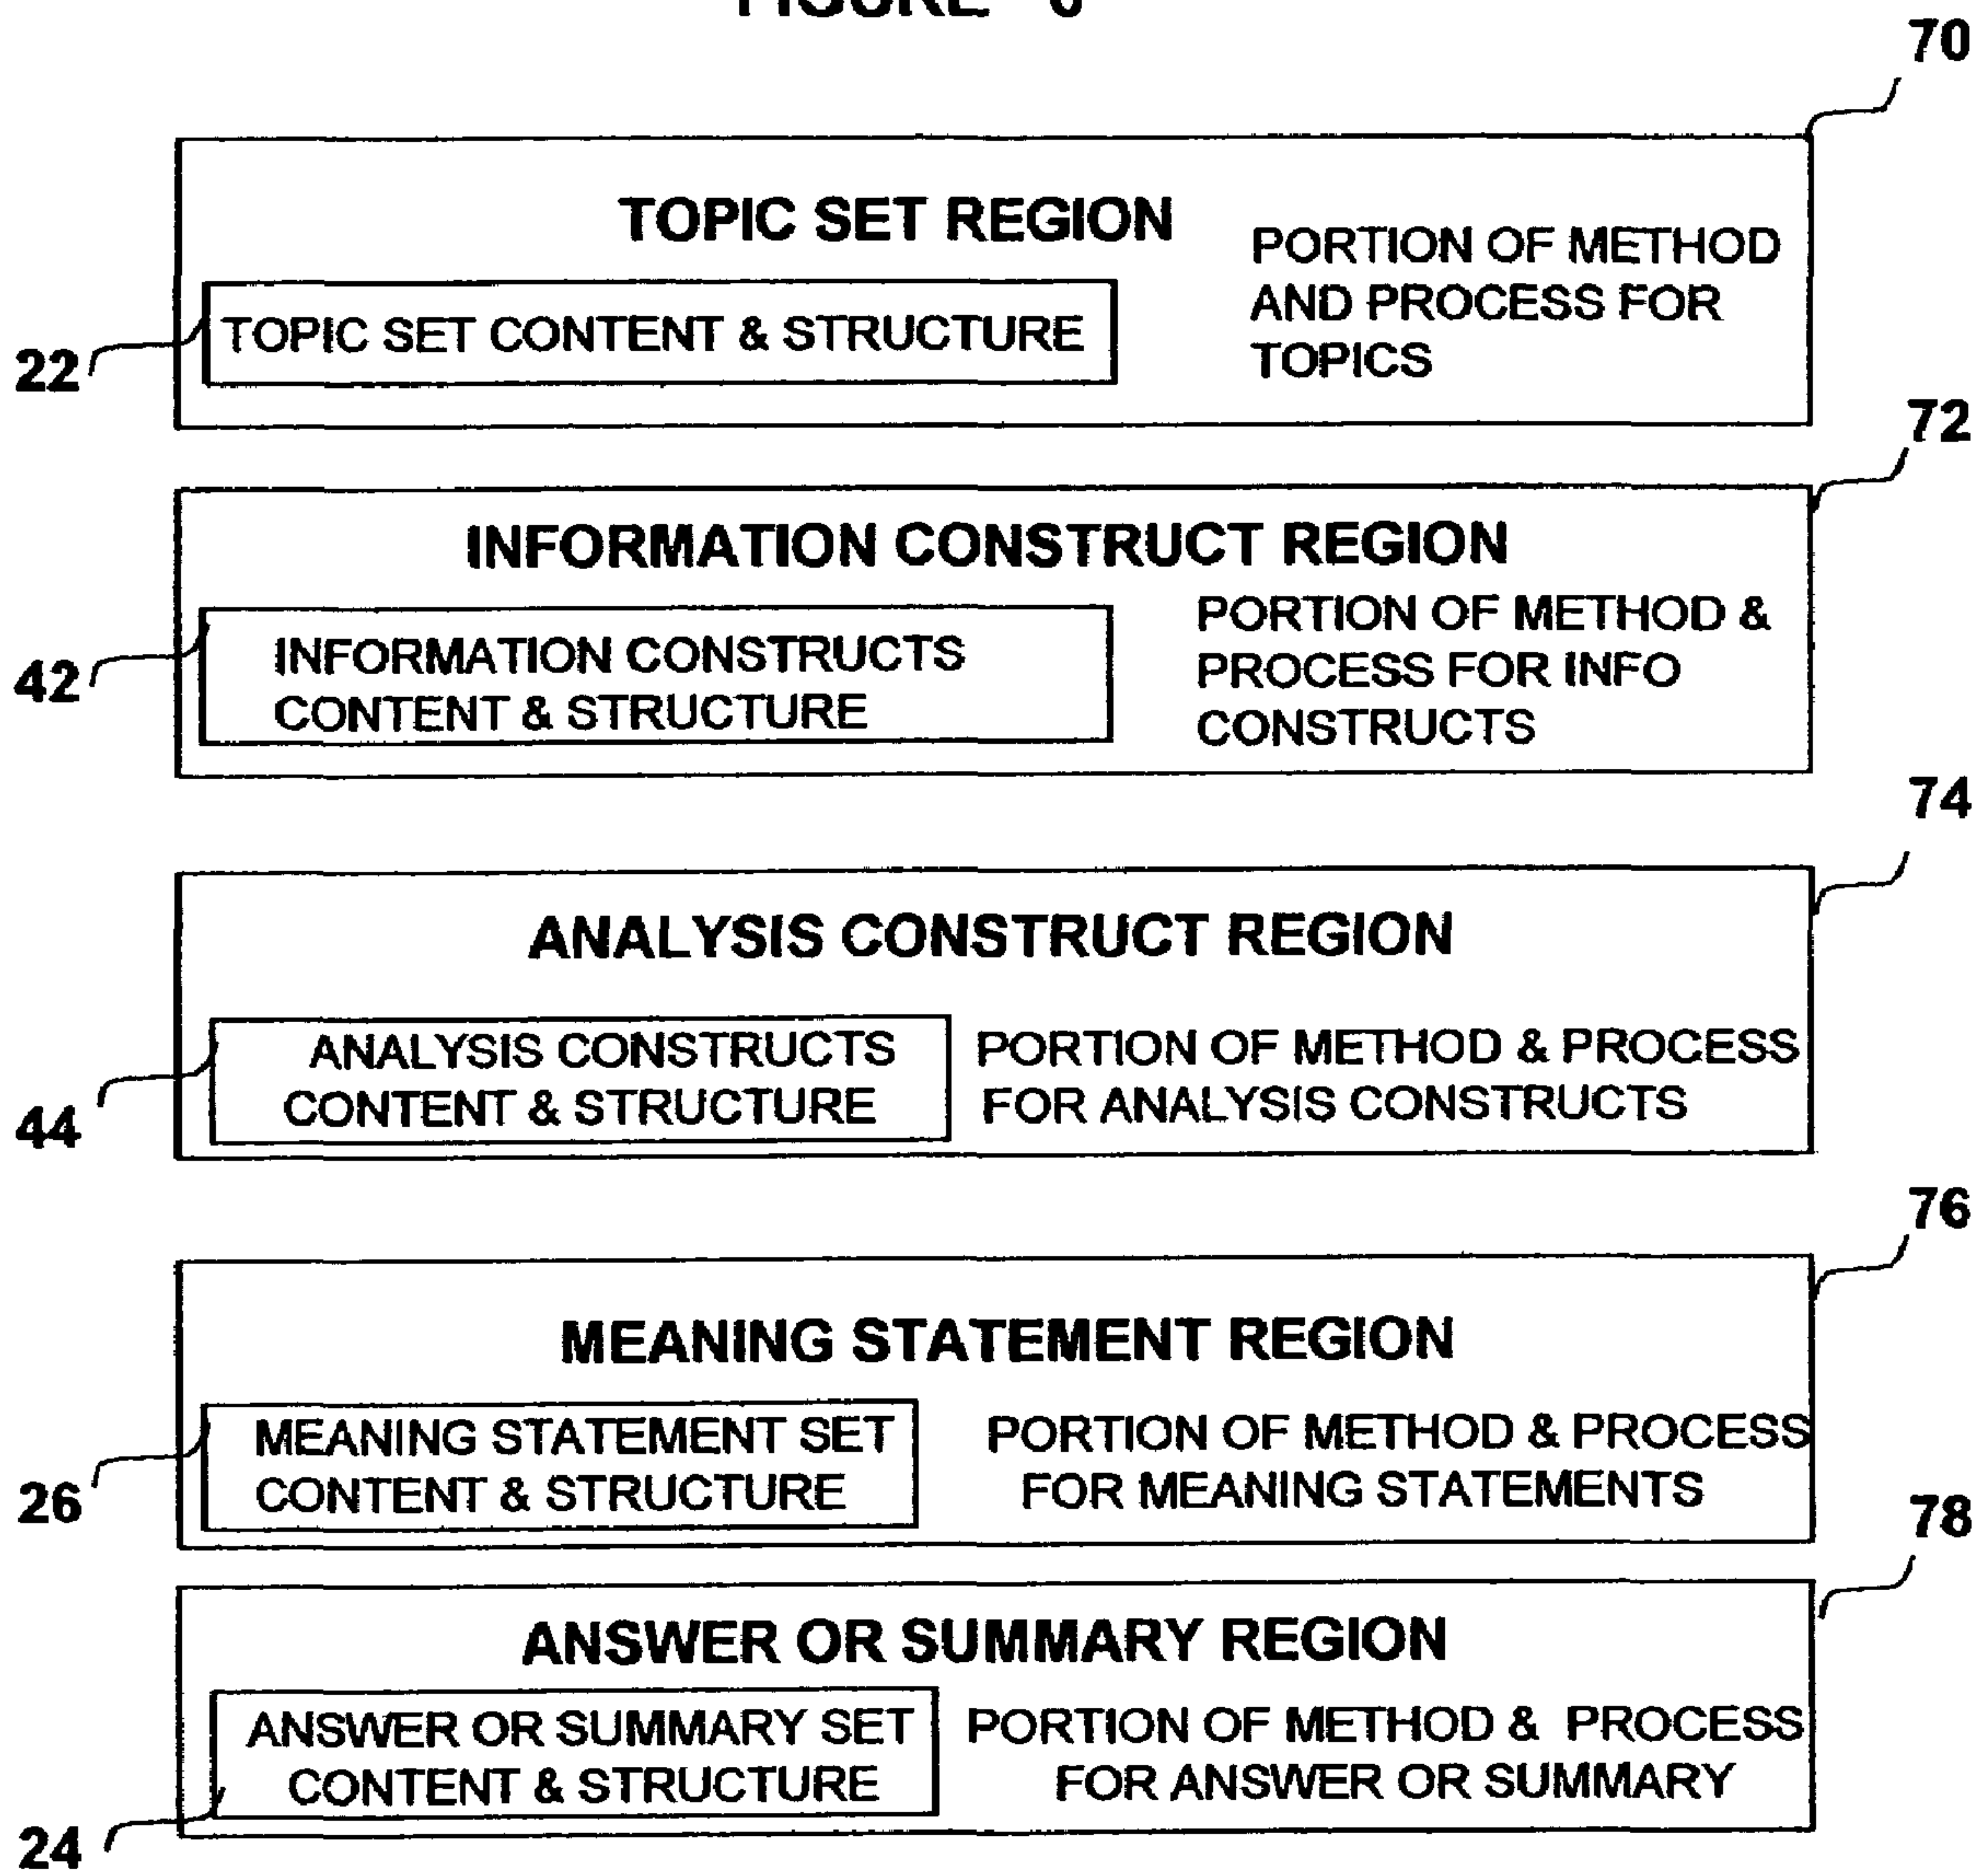 FIGURE
70
TOPIC SET REGION
PORTION OF METHOD
AND PROCESS FOR
TOPICS
TOPIC SET CONTENT & STRUCTURE
22
72
INFORMATION CONSTRUCT REGION
INFORMATION CONSTRUCTS
CONTENT & STRUCTURE
PORTION OF METHOD &
PROCESS FOR INFO
CONSTRUCTS
42
74
ANALYSIS CONSTRUCT REGION
ANALYSIS CONSTRUCTS
CONTENT & STRUCTURE
PORTION OF METHOD & PROCESS
FOR ANALYSIS CONSTRUCTS
44
76
MEANING STATEMENT REGION
MEANING STATEMENT SET
CONTENT & STRUCTURE
PORTION OF METHOD & PROCESS
FOR MEANING STATEMENTS
26
78
ANSWER OR SUMMARY REGION
ANSWER OR SUMMARY SET
CONTENT & STRUCTURE
PORTION OF METHOD & PROCESS
FOR ANSWER OR SUMMARY
24